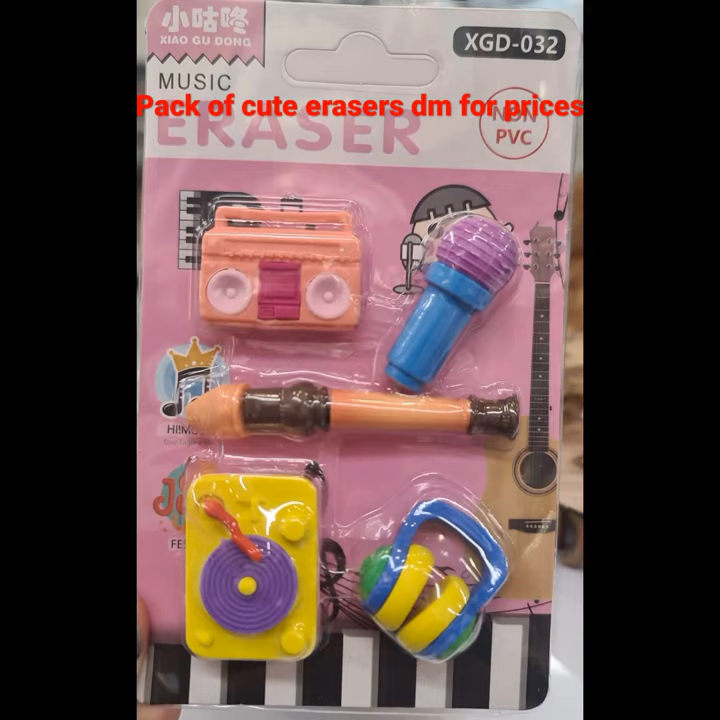 小咕咚
XIAO GU DONG
XGD-032
MUSIC
Pack of cute erasers dm for prices
ERASER
NON
PVC